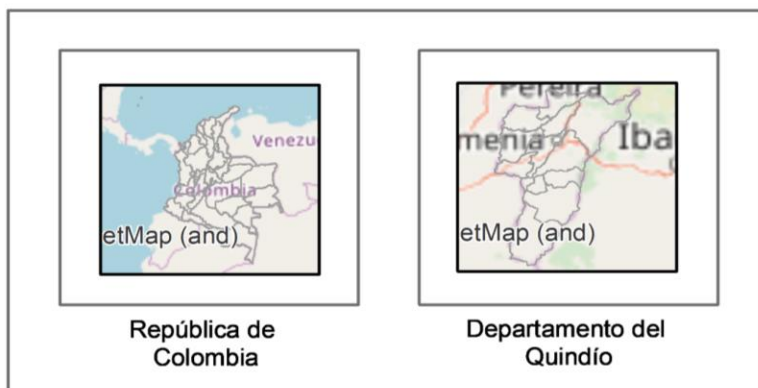 Venezu
Colombia
etMap (and)
República de
Colombia
Pereira
menia
Iba
etMap (and)
Departamento del
Quindío